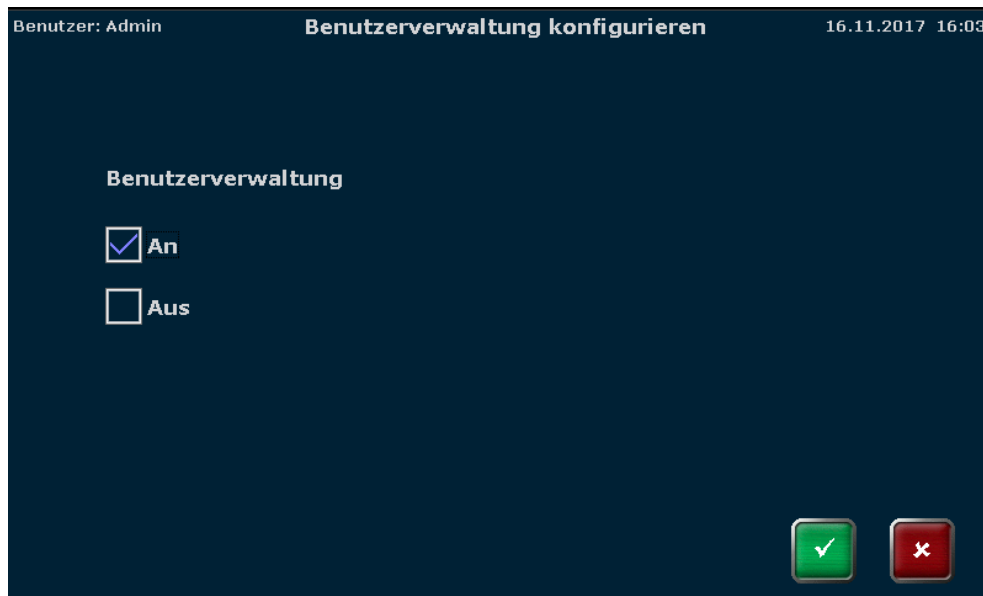 Benutzer: Admin Benutzerverwaltung konfigurieren 16.11.2017 16:03
Benutzerverwaltung
An
Aus